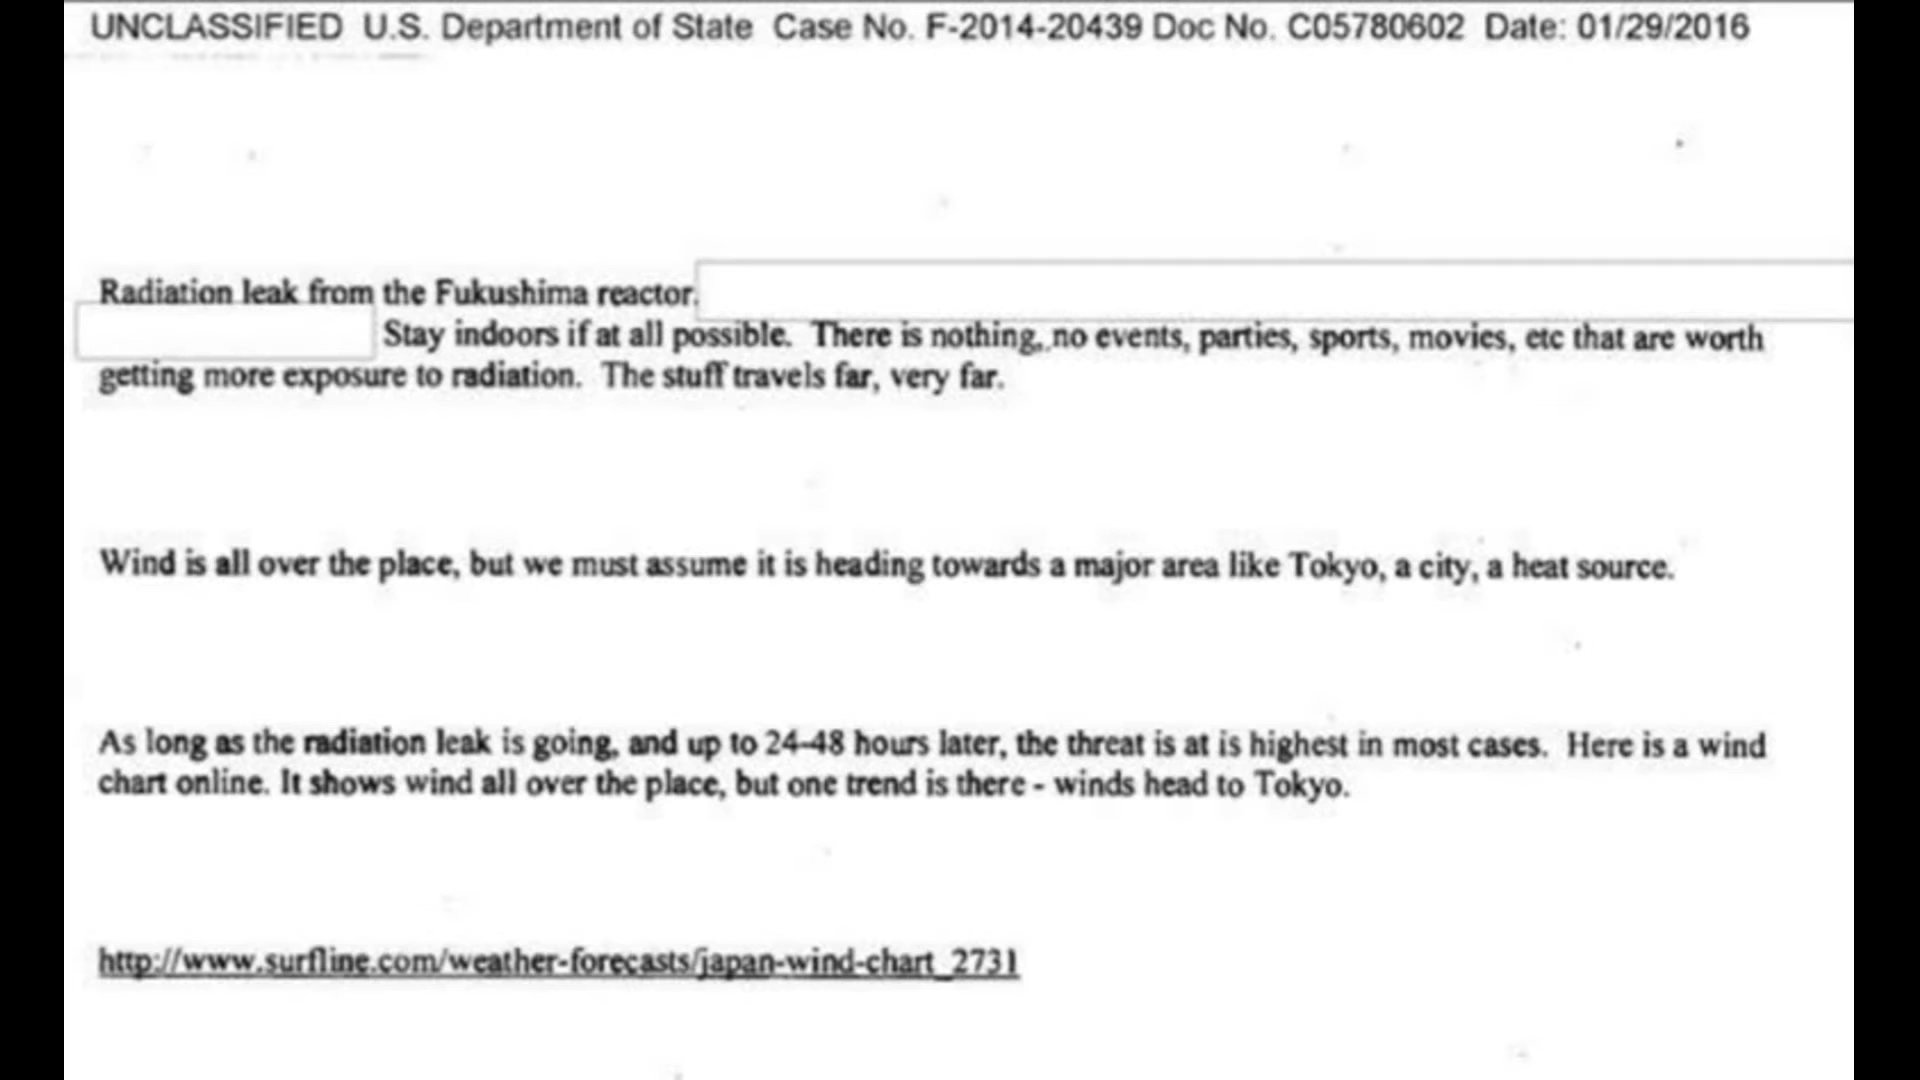 UNCLASSIFIED U.S. Department of State Case No. F-2014-20439 Doc No. C05780602 Date: 01/29/2016
Radiation leak from the Fukushima reactor.
Stay indoors if at all possible. There is nothing, no events, parties, sports, movies, etc that are worth
getting more exposure to radiation. The stuff travels far, very far.
Wind is all over the place, but we must assume it is heading towards a major area like Tokyo, a city, a heat source.
As long as the radiation leak is going, and up to 24-48 hours later, the threat is at is highest in most cases. Here is a wind
chart online. It shows wind all over the place, but one trend is there - winds head to Tokyo.
http://www.surfline.com/weather-forecasts/japan-wind-chart_2731